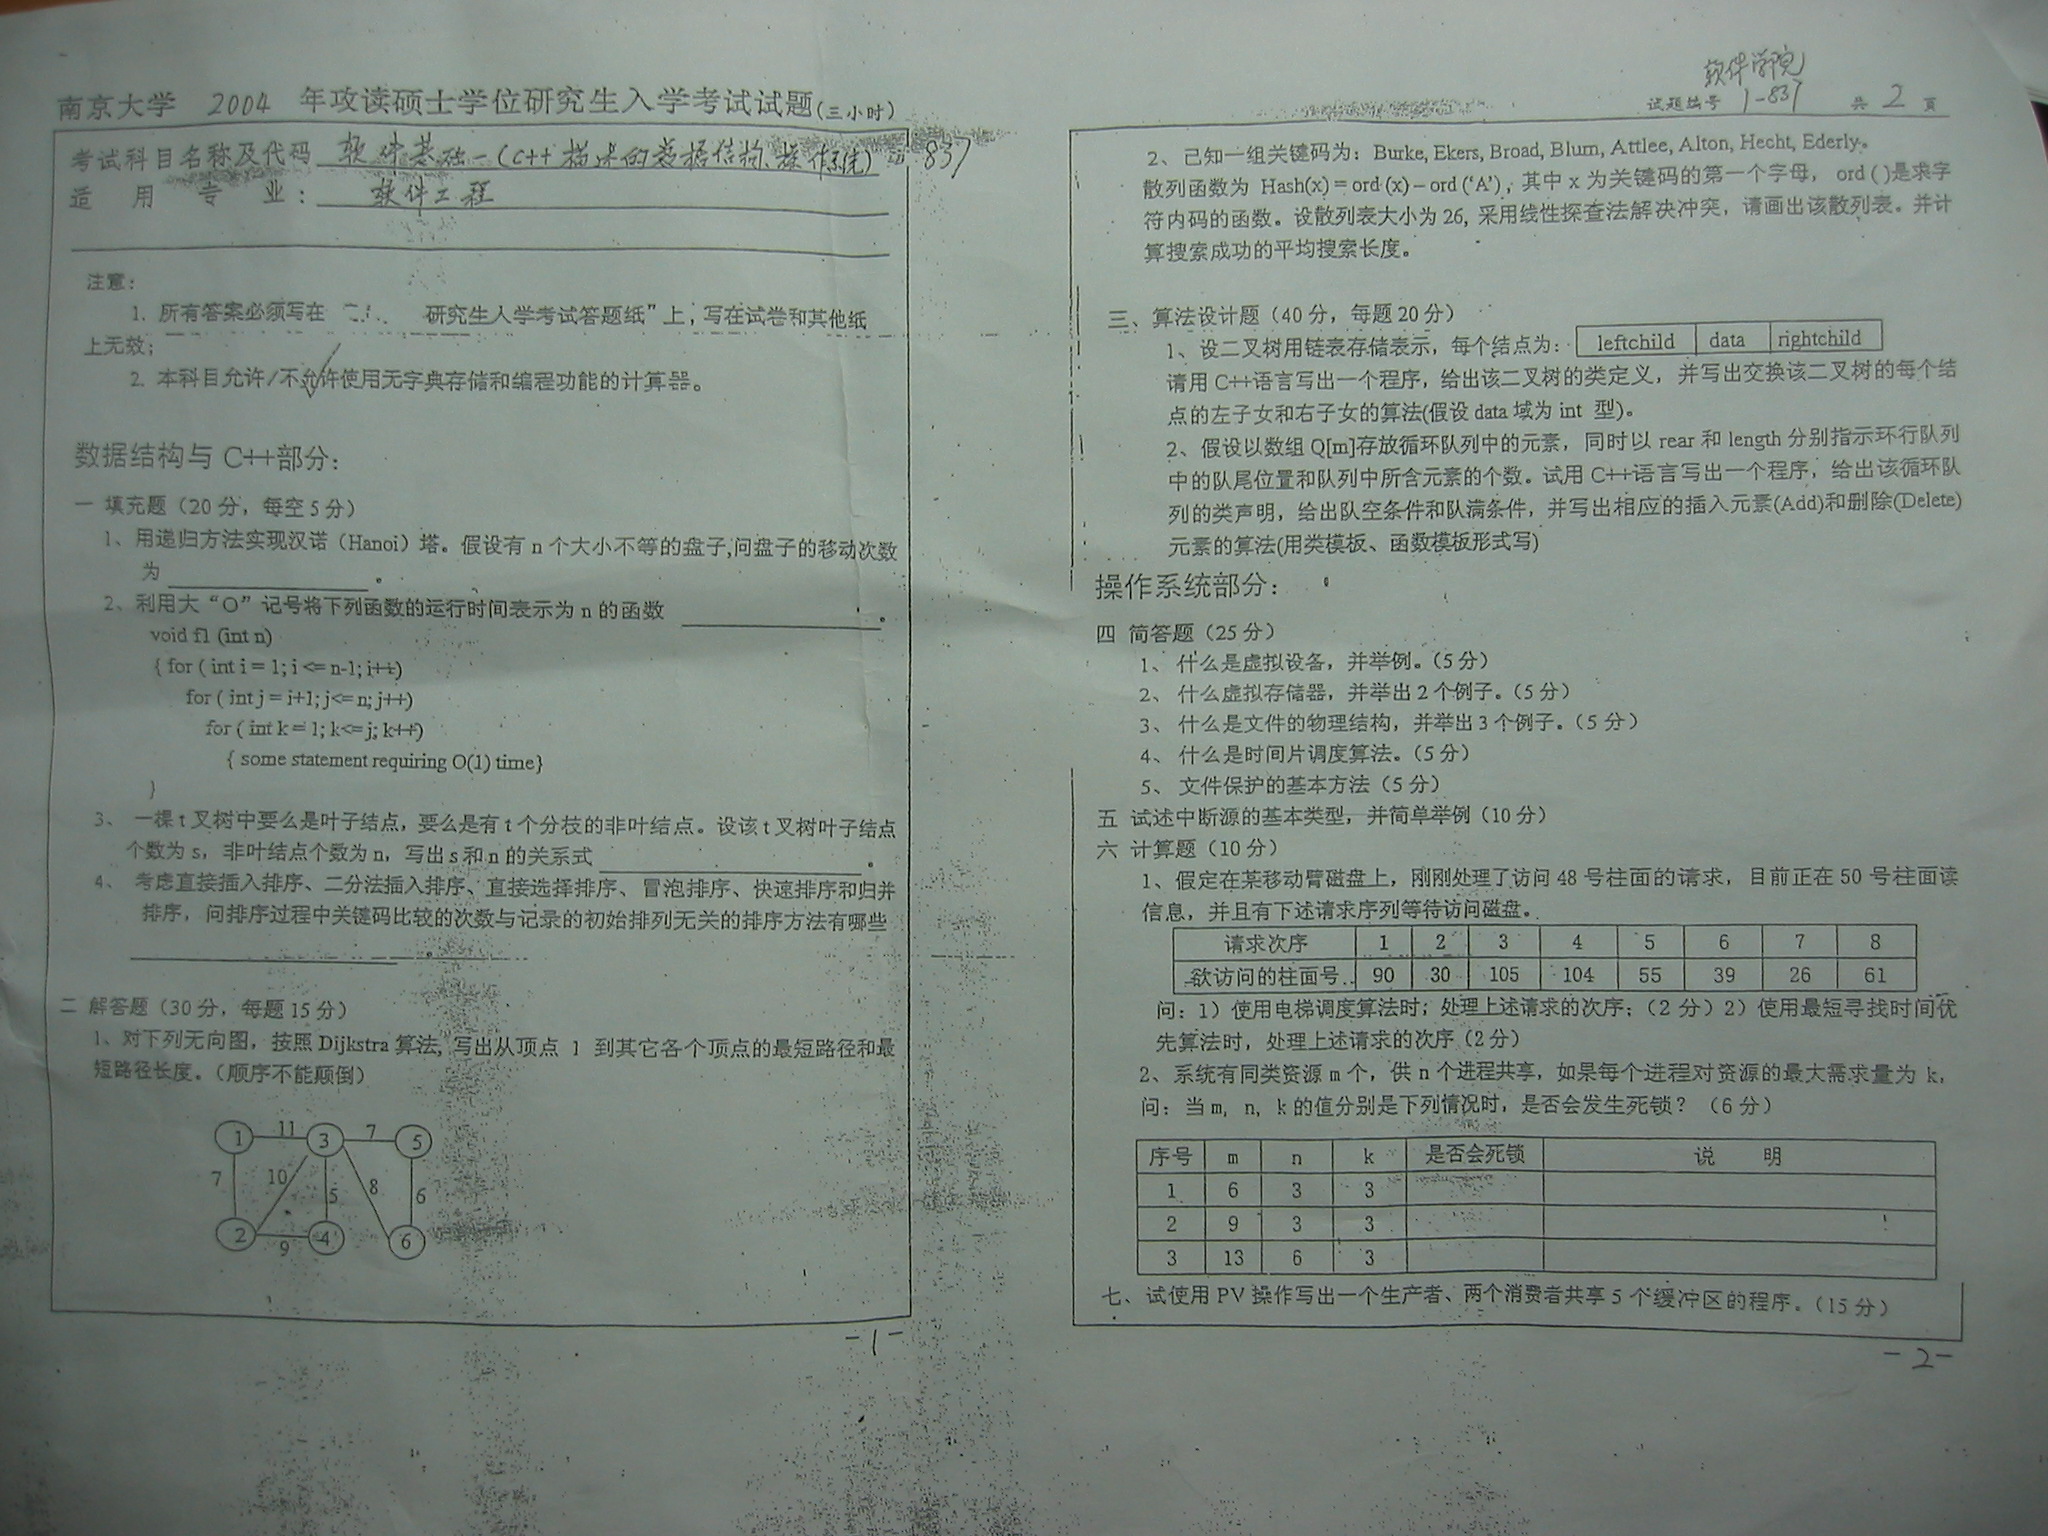 南京大学 2004 年攻读硕士学位研究生入学考试试题(三小时)
考试科目名称及代码 软件基础一(C++描述的数据结构、操作系统) 837
适用专业: 软件工程
注意:
1. 所有答案必须写在 研究生入学考试答题纸”上,写在试卷和其他纸
上无效;
2. 本科目允许/不允许使用无字典存储和编程功能的计算器。
数据结构与 C++部分:
一 填充题(20 分,每空 5 分)
1、用递归方法实现汉诺(Hanoi)塔。假设有 n 个大小不等的盘子,问盘子的移动次数
为 。
2、利用大“O”记号将下列函数的运行时间表示为 n 的函数 。
void f1 (int n)
{ for ( int i = 1; i <= n-1; i++)
for ( int j = i+1; j<= n; j++)
for ( int k = 1; k<= j; k++)
{ some statement requiring O(1) time}
}
3、 一棵 t 叉树中要么是叶子结点,要么是有 t 个分枝的非叶结点。设该 t 叉树叶子结点
个数为 s,非叶结点个数为 n,写出 s 和 n 的关系式 。
4、 考虑直接插入排序、二分法插入排序、直接选择排序、冒泡排序、快速排序和归并
排序,问排序过程中关键码比较的次数与记录的初始排列无关的排序方法有哪些
。
二 解答题(30 分,每题 15 分)
1、对下列无向图,按照 Dijkstra 算法,写出从顶点 1 到其它各个顶点的最短路径和最
短路径长度。(顺序不能颠倒)
1 11 3 7 5
7 10 5 8 6
2 9 4 6
-1-
软件学院
试题编号 1-837 共 2 页
2、己知一组关键码为:Burke, Ekers, Broad, Blum, Attlee, Alton, Hecht, Ederly。
散列函数为 Hash(x) = ord (x) – ord (‘A’),其中 x 为关键码的第一个字母, ord ( )是求字
符内码的函数。设散列表大小为 26, 采用线性探查法解决冲突,请画出该散列表。并计
算搜索成功的平均搜索长度。
三、算法设计题(40 分,每题 20 分)
1、设二叉树用链表存储表示,每个结点为: leftchild data rightchild
请用 C++语言写出一个程序,给出该二叉树的类定义,并写出交换该二叉树的每个结
点的左子女和右子女的算法(假设 data 域为 int 型)。
2、假设以数组 Q[m]存放循环队列中的元素,同时以 rear 和 length 分别指示环行队列
中的队尾位置和队列中所含元素的个数。试用 C++语言写出一个程序,给出该循环队
列的类声明,给出队空条件和队满条件,并写出相应的插入元素(Add)和删除(Delete)
元素的算法(用类模板、函数模板形式写)
操作系统部分:
四 简答题(25 分)
1、 什么是虚拟设备,并举例。(5 分)
2、 什么虚拟存储器,并举出 2 个例子。(5 分)
3、 什么是文件的物理结构,并举出 3 个例子。(5 分)
4、 什么是时间片调度算法。(5 分)
5、 文件保护的基本方法(5 分)
五 试述中断源的基本类型,并简单举例(10 分)
六 计算题(10 分)
1、假定在某移动臂磁盘上,刚刚处理了访问 48 号柱面的请求,目前正在 50 号柱面读
信息,并且有下述请求序列等待访问磁盘。
请求次序 1 2 3 4 5 6 7 8
欲访问的柱面号 90 30 105 104 55 39 26 61
问:1)使用电梯调度算法时;处理上述请求的次序;(2 分)2)使用最短寻找时间优
先算法时,处理上述请求的次序(2 分)
2、系统有同类资源 m 个,供 n 个进程共享,如果每个进程对资源的最大需求量为 k,
问:当 m, n, k 的值分别是下列情况时,是否会发生死锁?(6 分)
序号 m n k 是否会死锁 说 明
1 6 3 3
2 9 3 3
3 13 6 3
七、试使用 PV 操作写出一个生产者、两个消费者共享 5 个缓冲区的程序。(15 分)
-2-